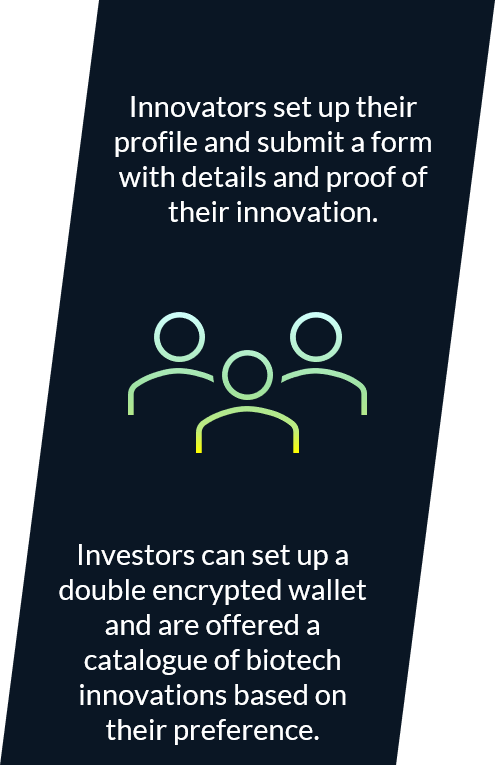 Innovators set up their
profile and submit a form
with details and proof of
their innovation.
Investors can set up a
double encrypted wallet
and are offered a
catalogue of biotech
innovations based on
their preference.